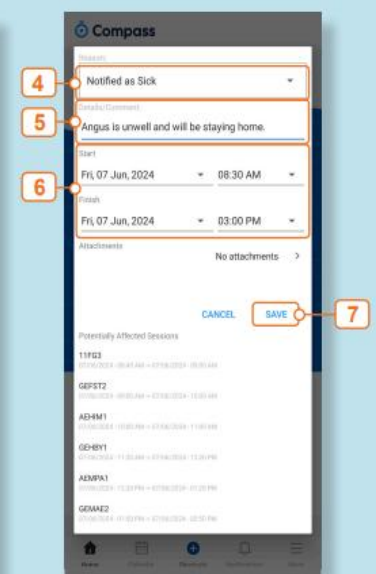 Compass
Reason
4
Notified as Sick
5
Details/Comment
Angus is unwell and will be staying home.
Start
6
Fri, 07 Jun, 2024 08:30 AM
Finish
Fri, 07 Jun, 2024 03:00 PM
Attachments
No attachments >
CANCEL SAVE
7
Potentially Affected Sessions
11FG3
GEFST2
AEHIM1
GEHBY1
AEMPA1
GEMAE2
Home